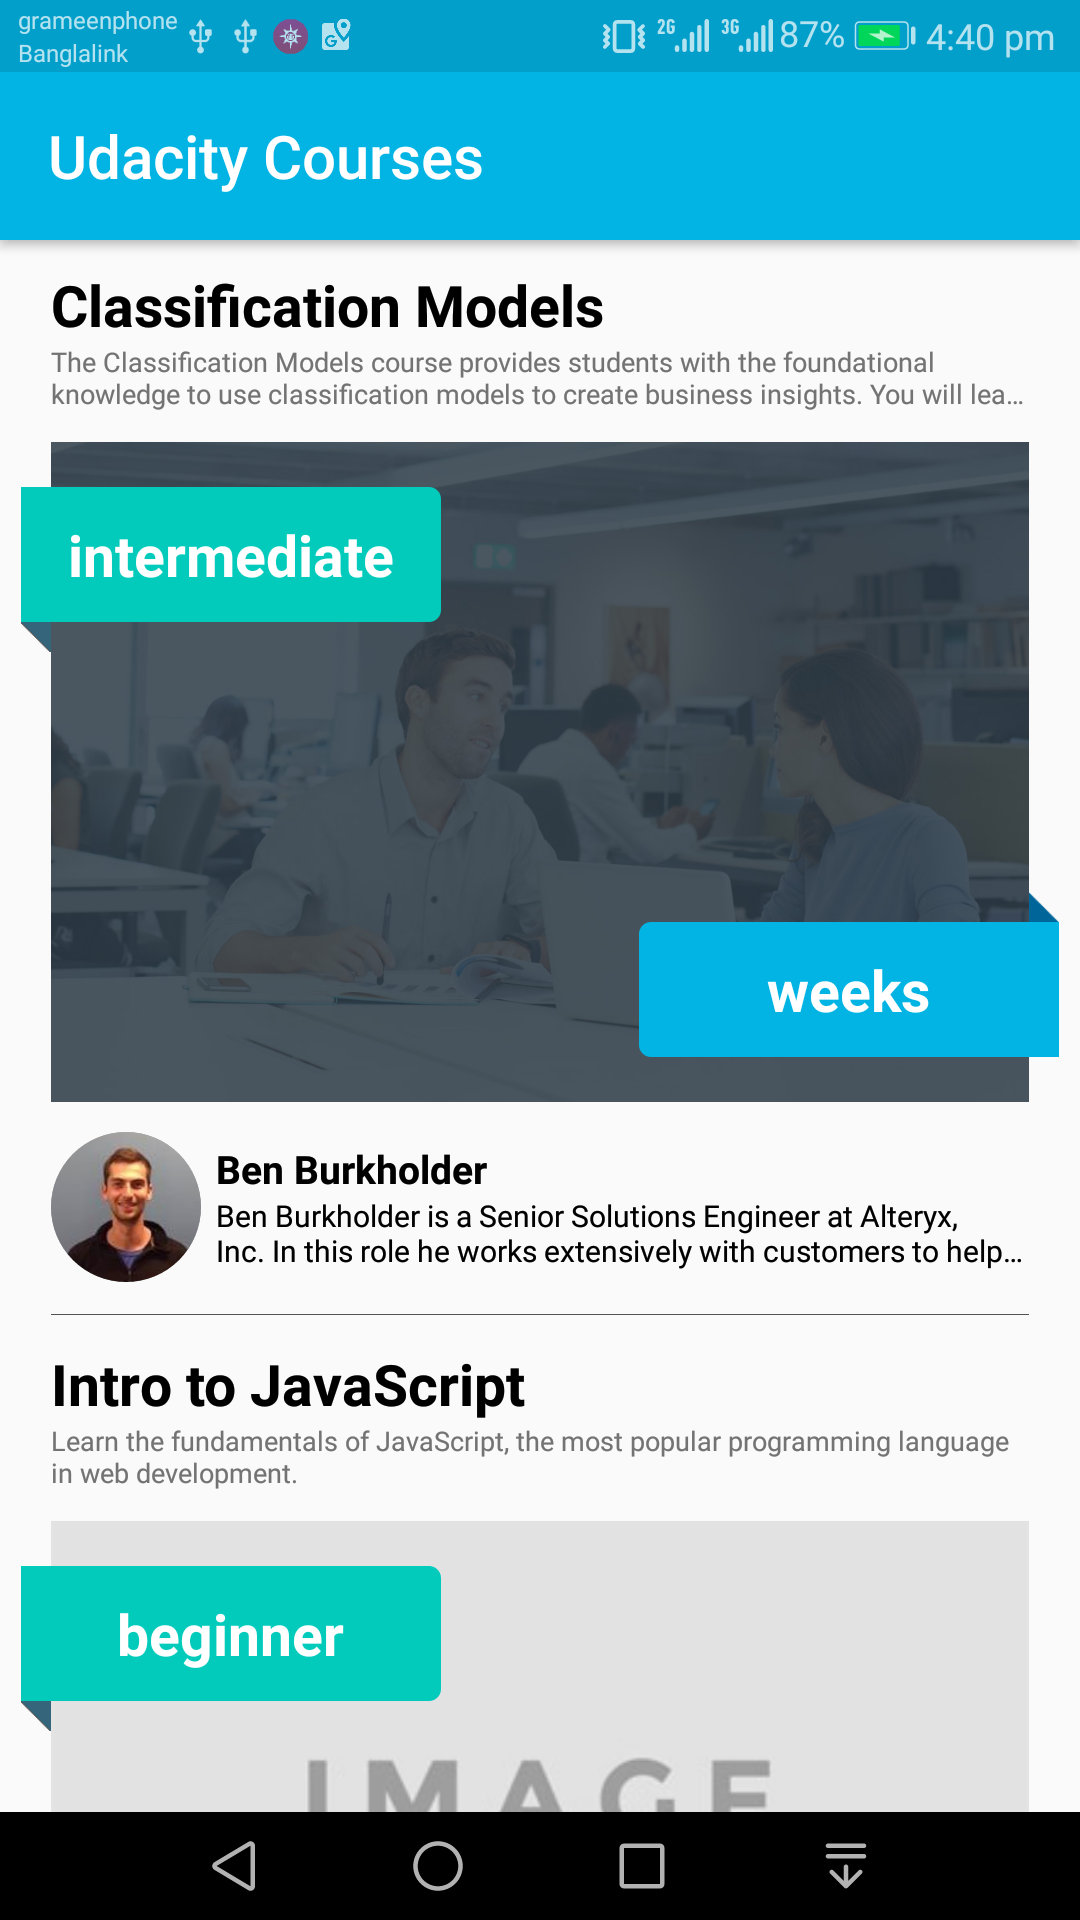 grameenphone
Banglalink
2G 3G 87% 4:40 pm
Udacity Courses
Classification Models
The Classification Models course provides students with the foundational
knowledge to use classification models to create business insights. You will lea...
intermediate
weeks
Ben Burkholder
Ben Burkholder is a Senior Solutions Engineer at Alteryx,
Inc. In this role he works extensively with customers to help...
Intro to JavaScript
Learn the fundamentals of JavaScript, the most popular programming language
in web development.
beginner
IMAGE